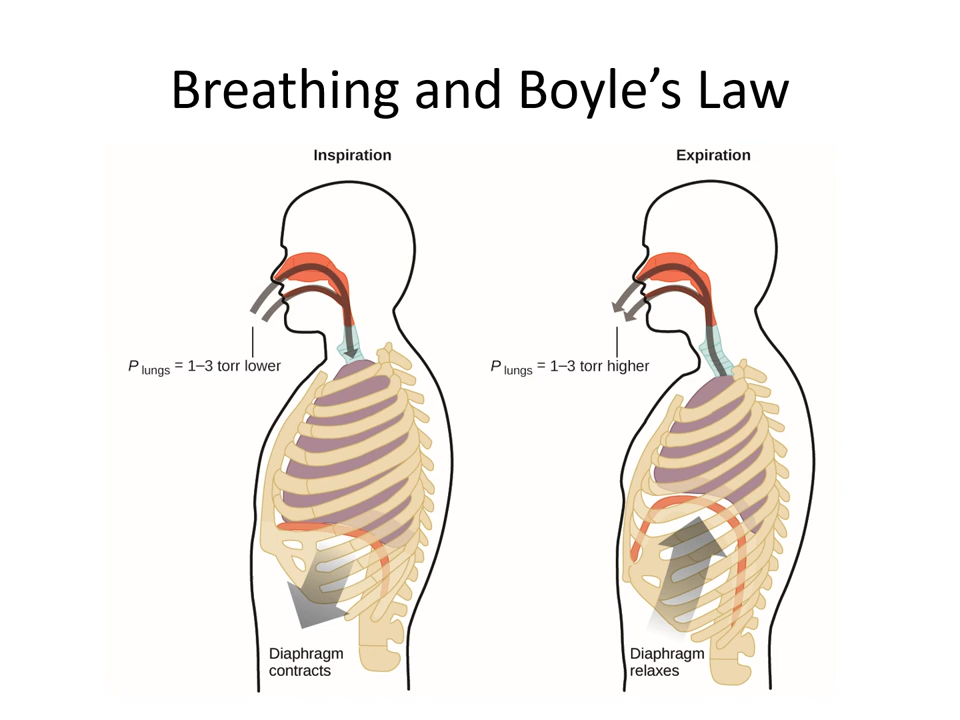 Breathing and Boyle’s Law
Inspiration
Expiration
P lungs = 1–3 torr lower
P lungs = 1–3 torr higher
Diaphragm
contracts
Diaphragm
relaxes